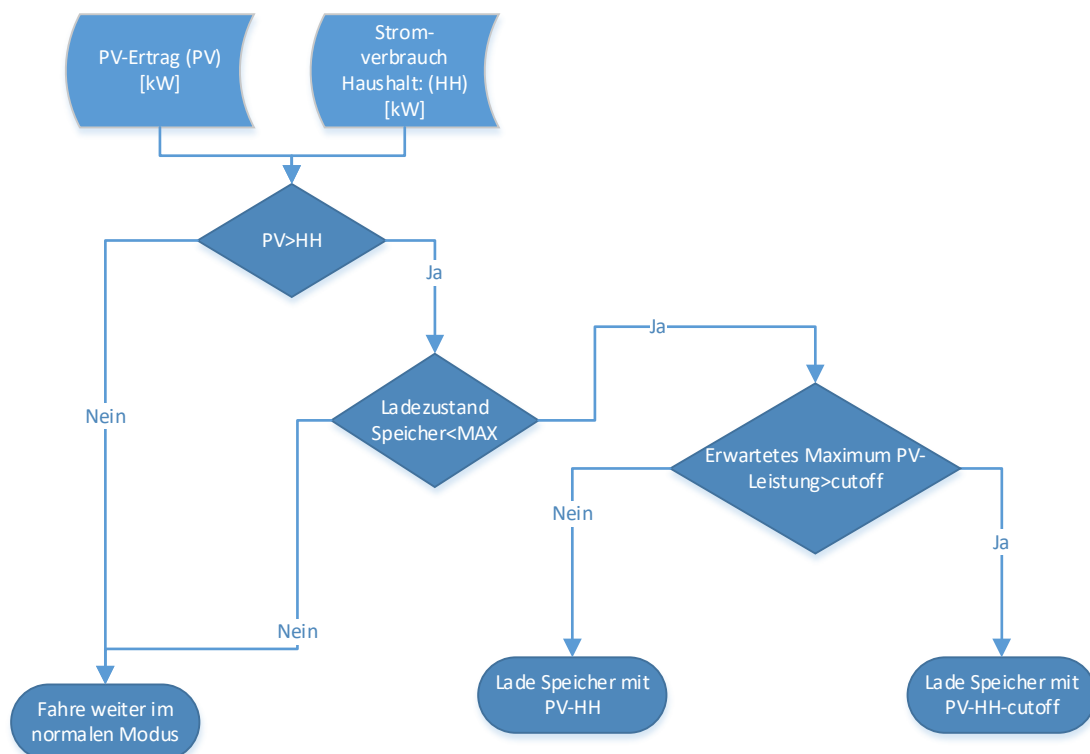 PV-Ertrag (PV)
[kW]
Strom-
verbrauch
Haushalt: (HH)
[kW]
PV>HH
Ja
Ja
Nein
Ladezustand
Speicher<MAX
Erwartetes Maximum PV-
Leistung>cutoff
Nein
Ja
Nein
Fahre weiter im
normalen Modus
Lade Speicher mit
PV-HH
Lade Speicher mit
PV-HH-cutoff